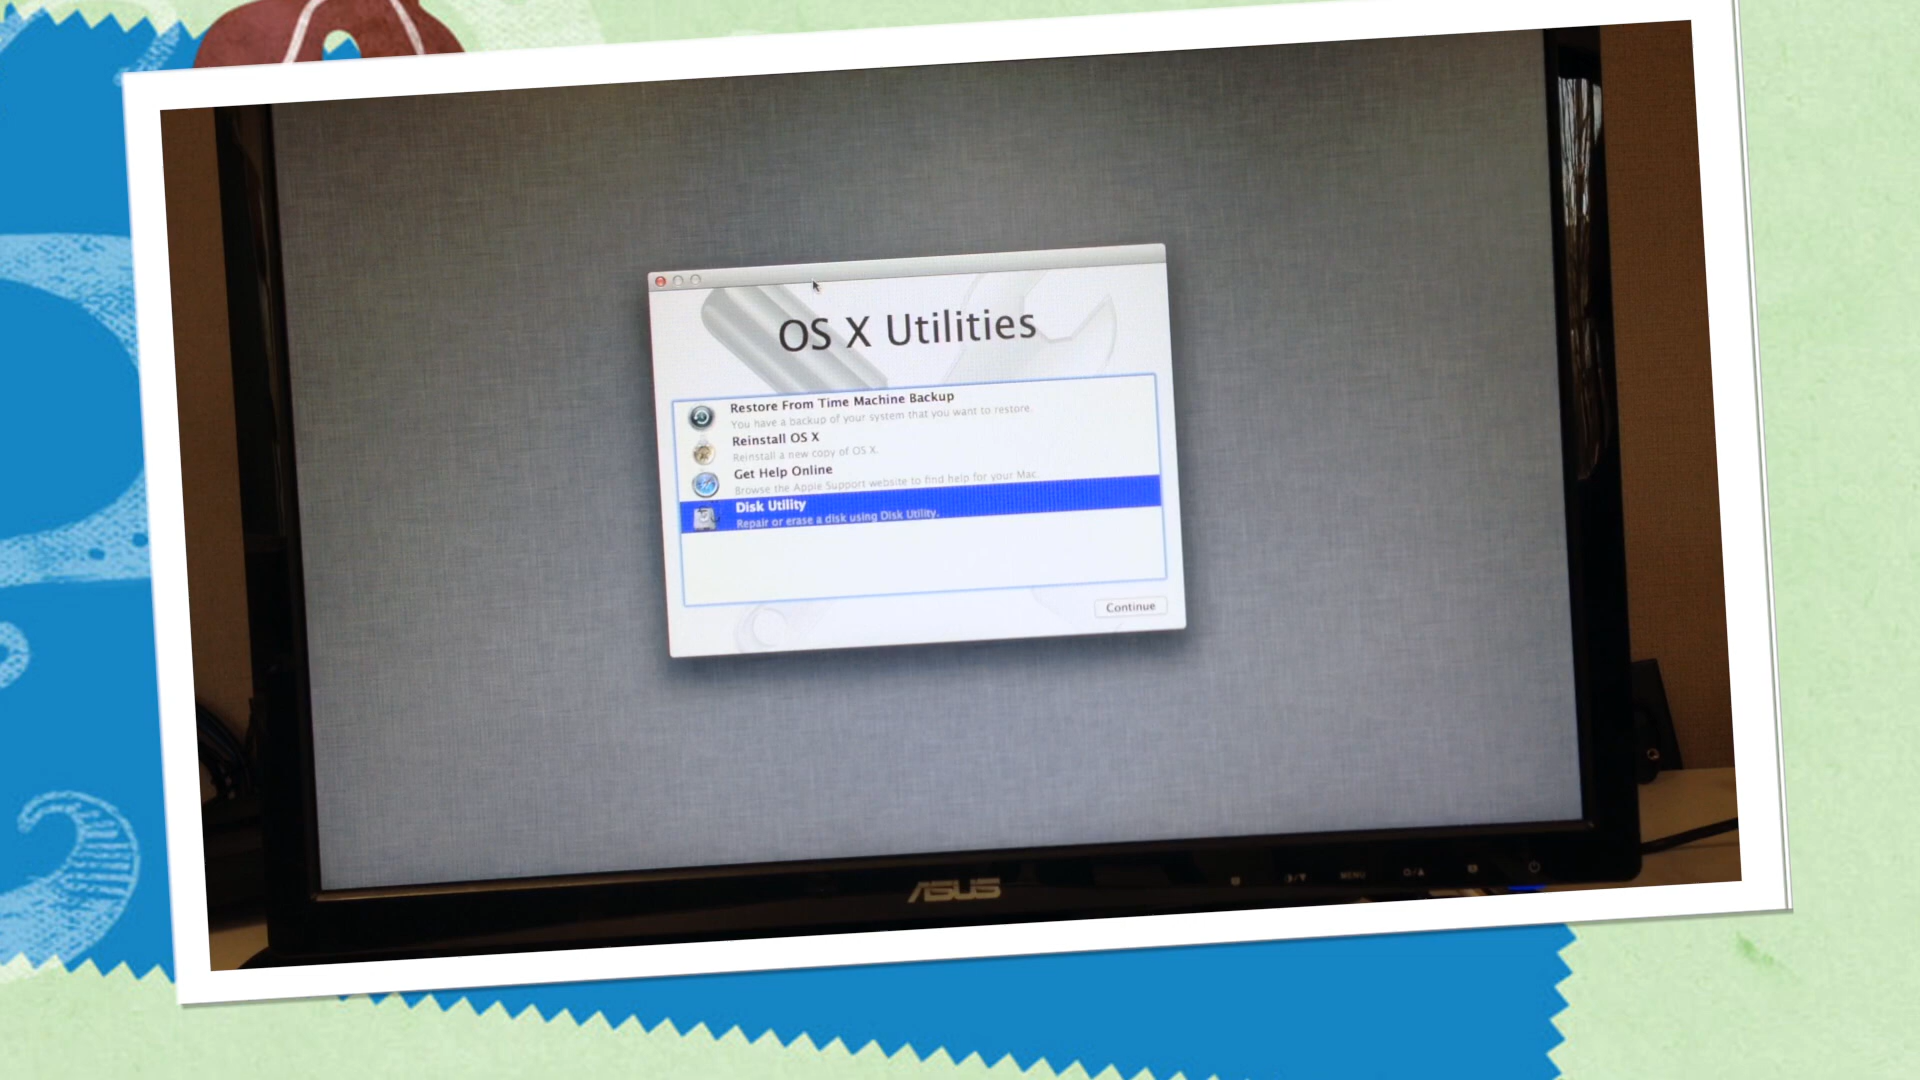 OS X Utilities
Restore From Time Machine Backup
You have a backup of your system that you want to restore.
Reinstall OS X
Reinstall a new copy of OS X.
Get Help Online
Browse the Apple Support website to find help for your Mac.
Disk Utility
Repair or erase a disk using Disk Utility.
Continue
ASUS
MENU